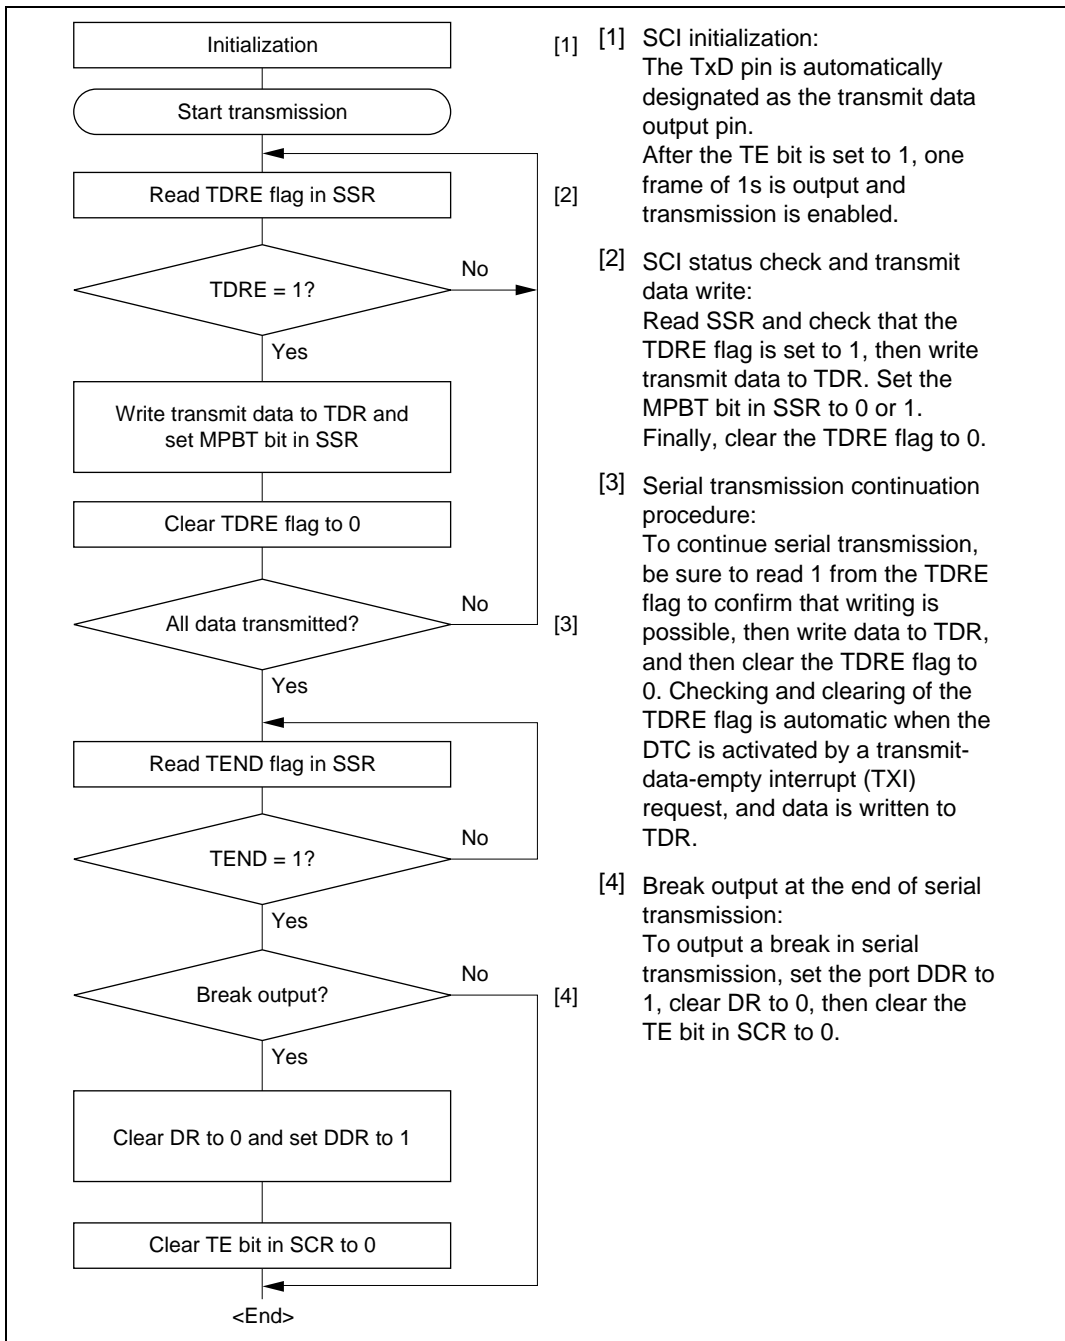 Initialization
[1]
Start transmission
Read TDRE flag in SSR
[2]
TDRE = 1?
No
Yes
Write transmit data to TDR and
set MPBT bit in SSR
Clear TDRE flag to 0
All data transmitted?
No
[3]
Yes
Read TEND flag in SSR
TEND = 1?
No
Yes
Break output?
No
[4]
Yes
Clear DR to 0 and set DDR to 1
Clear TE bit in SCR to 0
<End>
[1] SCI initialization:
The TxD pin is automatically
designated as the transmit data
output pin.
After the TE bit is set to 1, one
frame of 1s is output and
transmission is enabled.
[2] SCI status check and transmit
data write:
Read SSR and check that the
TDRE flag is set to 1, then write
transmit data to TDR. Set the
MPBT bit in SSR to 0 or 1.
Finally, clear the TDRE flag to 0.
[3] Serial transmission continuation
procedure:
To continue serial transmission,
be sure to read 1 from the TDRE
flag to confirm that writing is
possible, then write data to TDR,
and then clear the TDRE flag to
0. Checking and clearing of the
TDRE flag is automatic when the
DTC is activated by a transmit-
data-empty interrupt (TXI)
request, and data is written to
TDR.
[4] Break output at the end of serial
transmission:
To output a break in serial
transmission, set the port DDR to
1, clear DR to 0, then clear the
TE bit in SCR to 0.